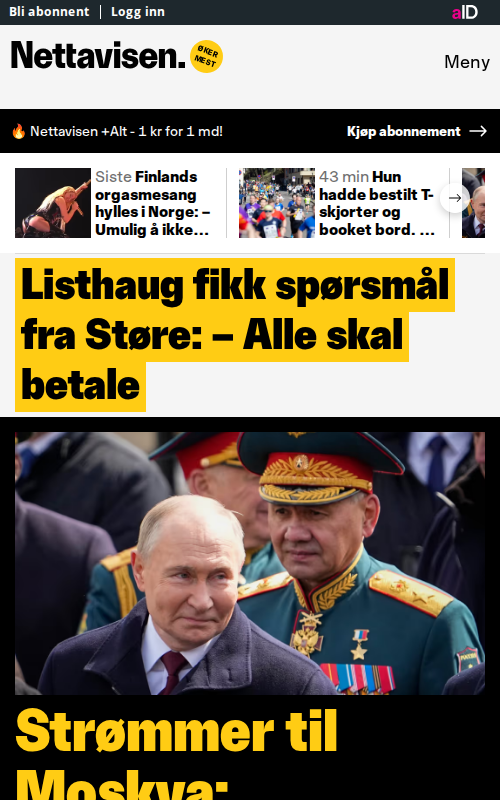 Bli abonnent
Logg inn
aID
Nettavisen.
ØKER
MEST
Meny
🔥 Nettavisen +Alt - 1 kr for 1 md!
Kjøp abonnement
Siste Finlands
orgasmesang
hylles i Norge: –
Umulig å ikke…
43 min Hun
hadde bestilt T-
skjorter og
booket bord. …
Listhaug fikk spørsmål
fra Støre: – Alle skal
betale
Strømmer til
Moskva: